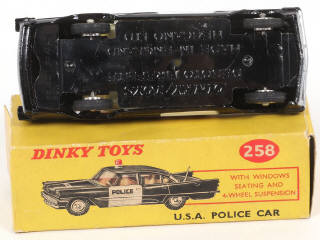 DINKY TOYS
258
WITH WINDOWS
SEATING AND
4-WHEEL SUSPENSION
POLICE
U.S.A. POLICE CAR